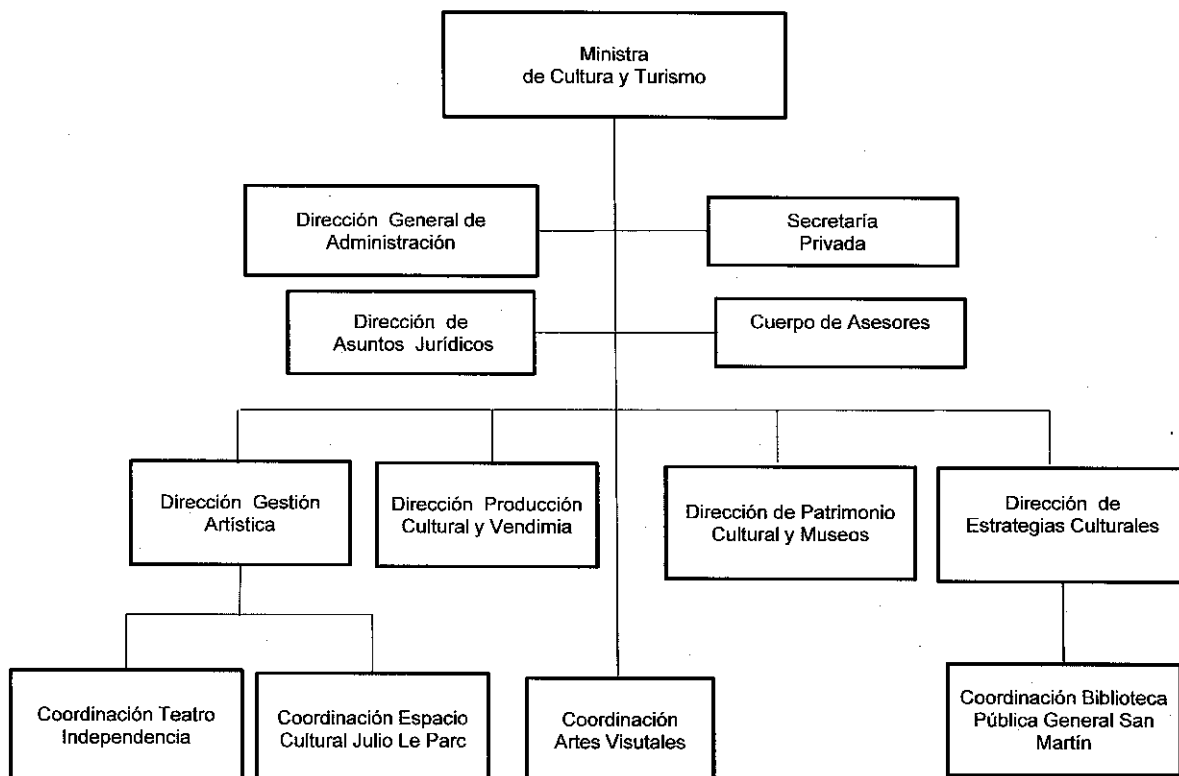 Ministra
de Cultura y Turismo
Dirección General de
Administración
Secretaría
Privada
Dirección de
Asuntos Jurídicos
Cuerpo de Asesores
Dirección Gestión
Artística
Dirección Producción
Cultural y Vendimia
Dirección de Patrimonio
Cultural y Museos
Dirección de
Estrategias Culturales
Coordinación Teatro
Independencia
Coordinación Espacio
Cultural Julio Le Parc
Coordinación
Artes Visutales
Coordinación Biblioteca
Pública General San
Martín